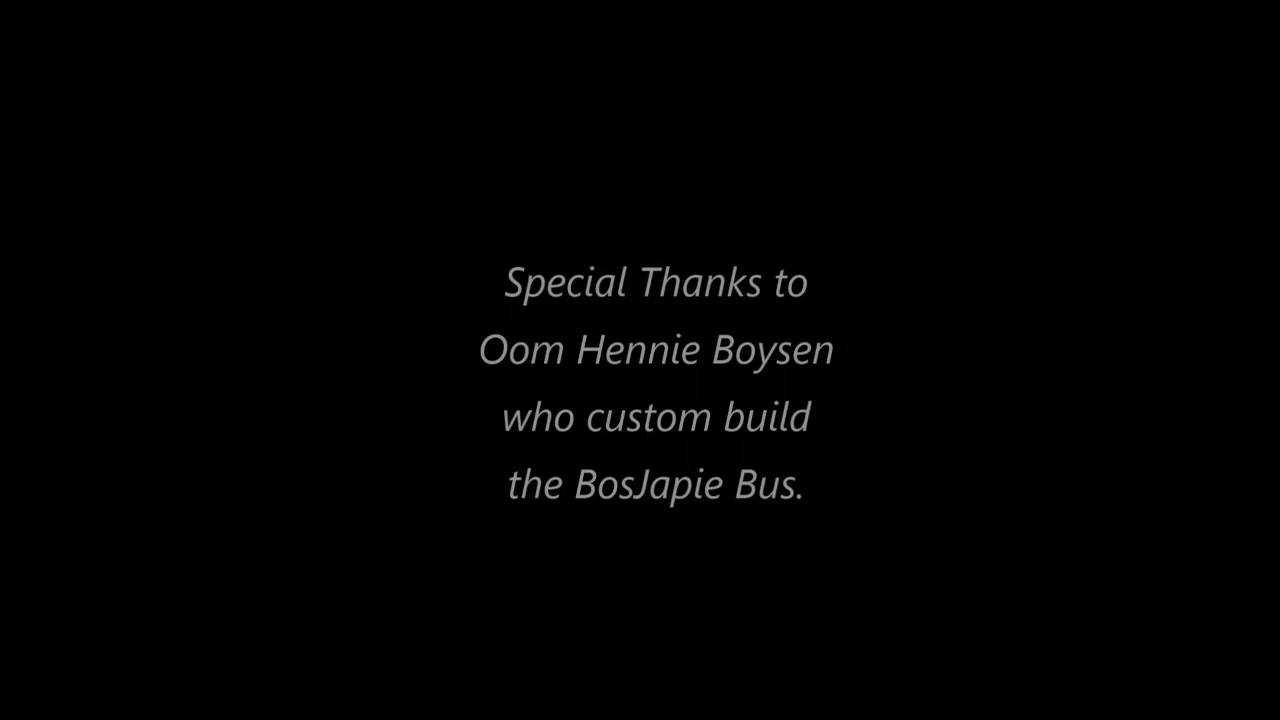 Special Thanks to
Oom Hennie Boysen
who custom build
the BosJapie Bus.